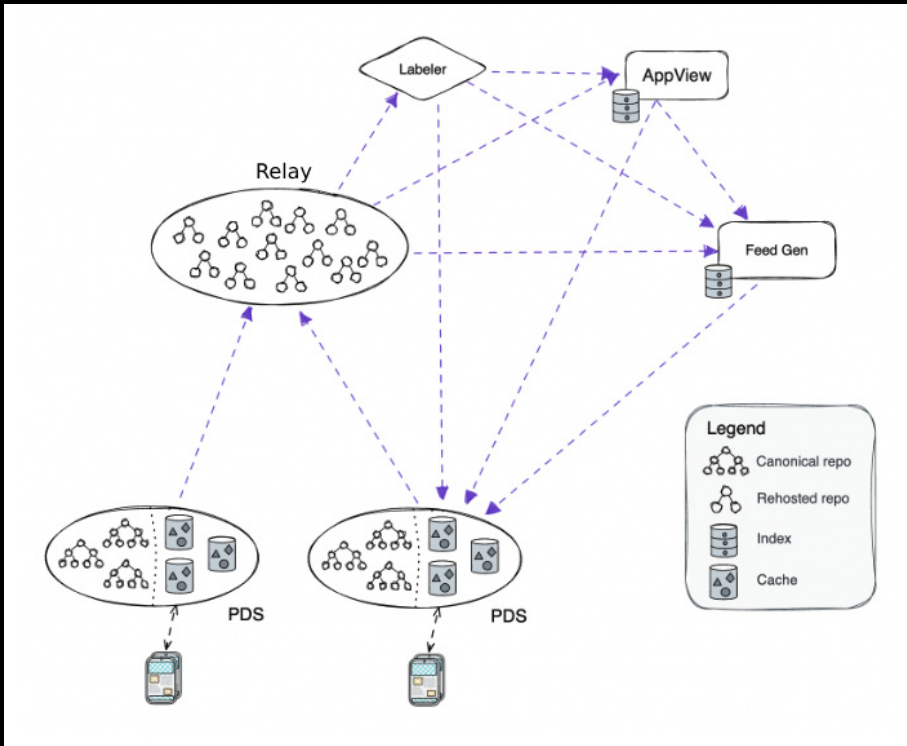 Labeler
AppView
Relay
Feed Gen
Legend
Canonical repo
Rehosted repo
Index
Cache
PDS
PDS